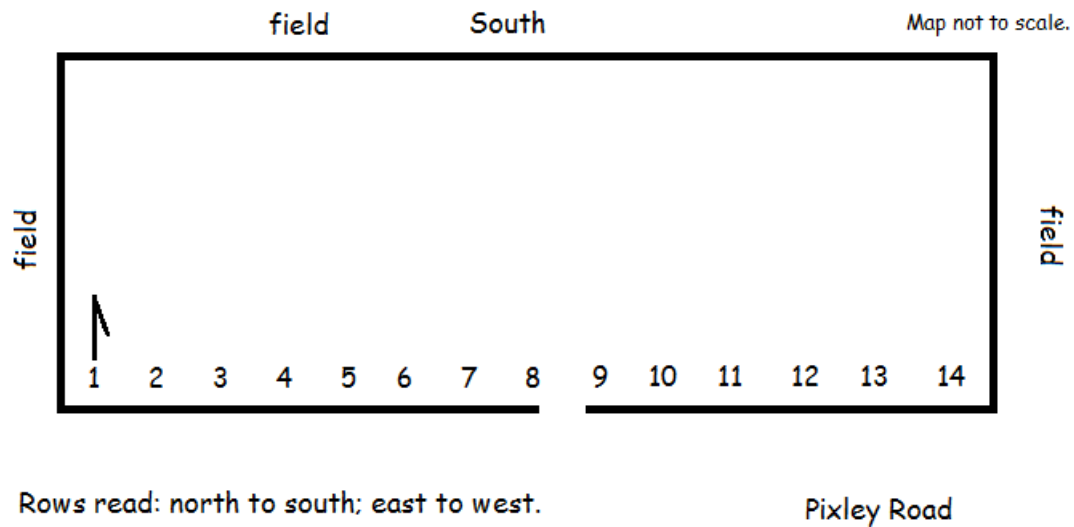 field South Map not to scale.
field
field
1 2 3 4 5 6 7 8 9 10 11 12 13 14
Rows read: north to south; east to west.
Pixley Road